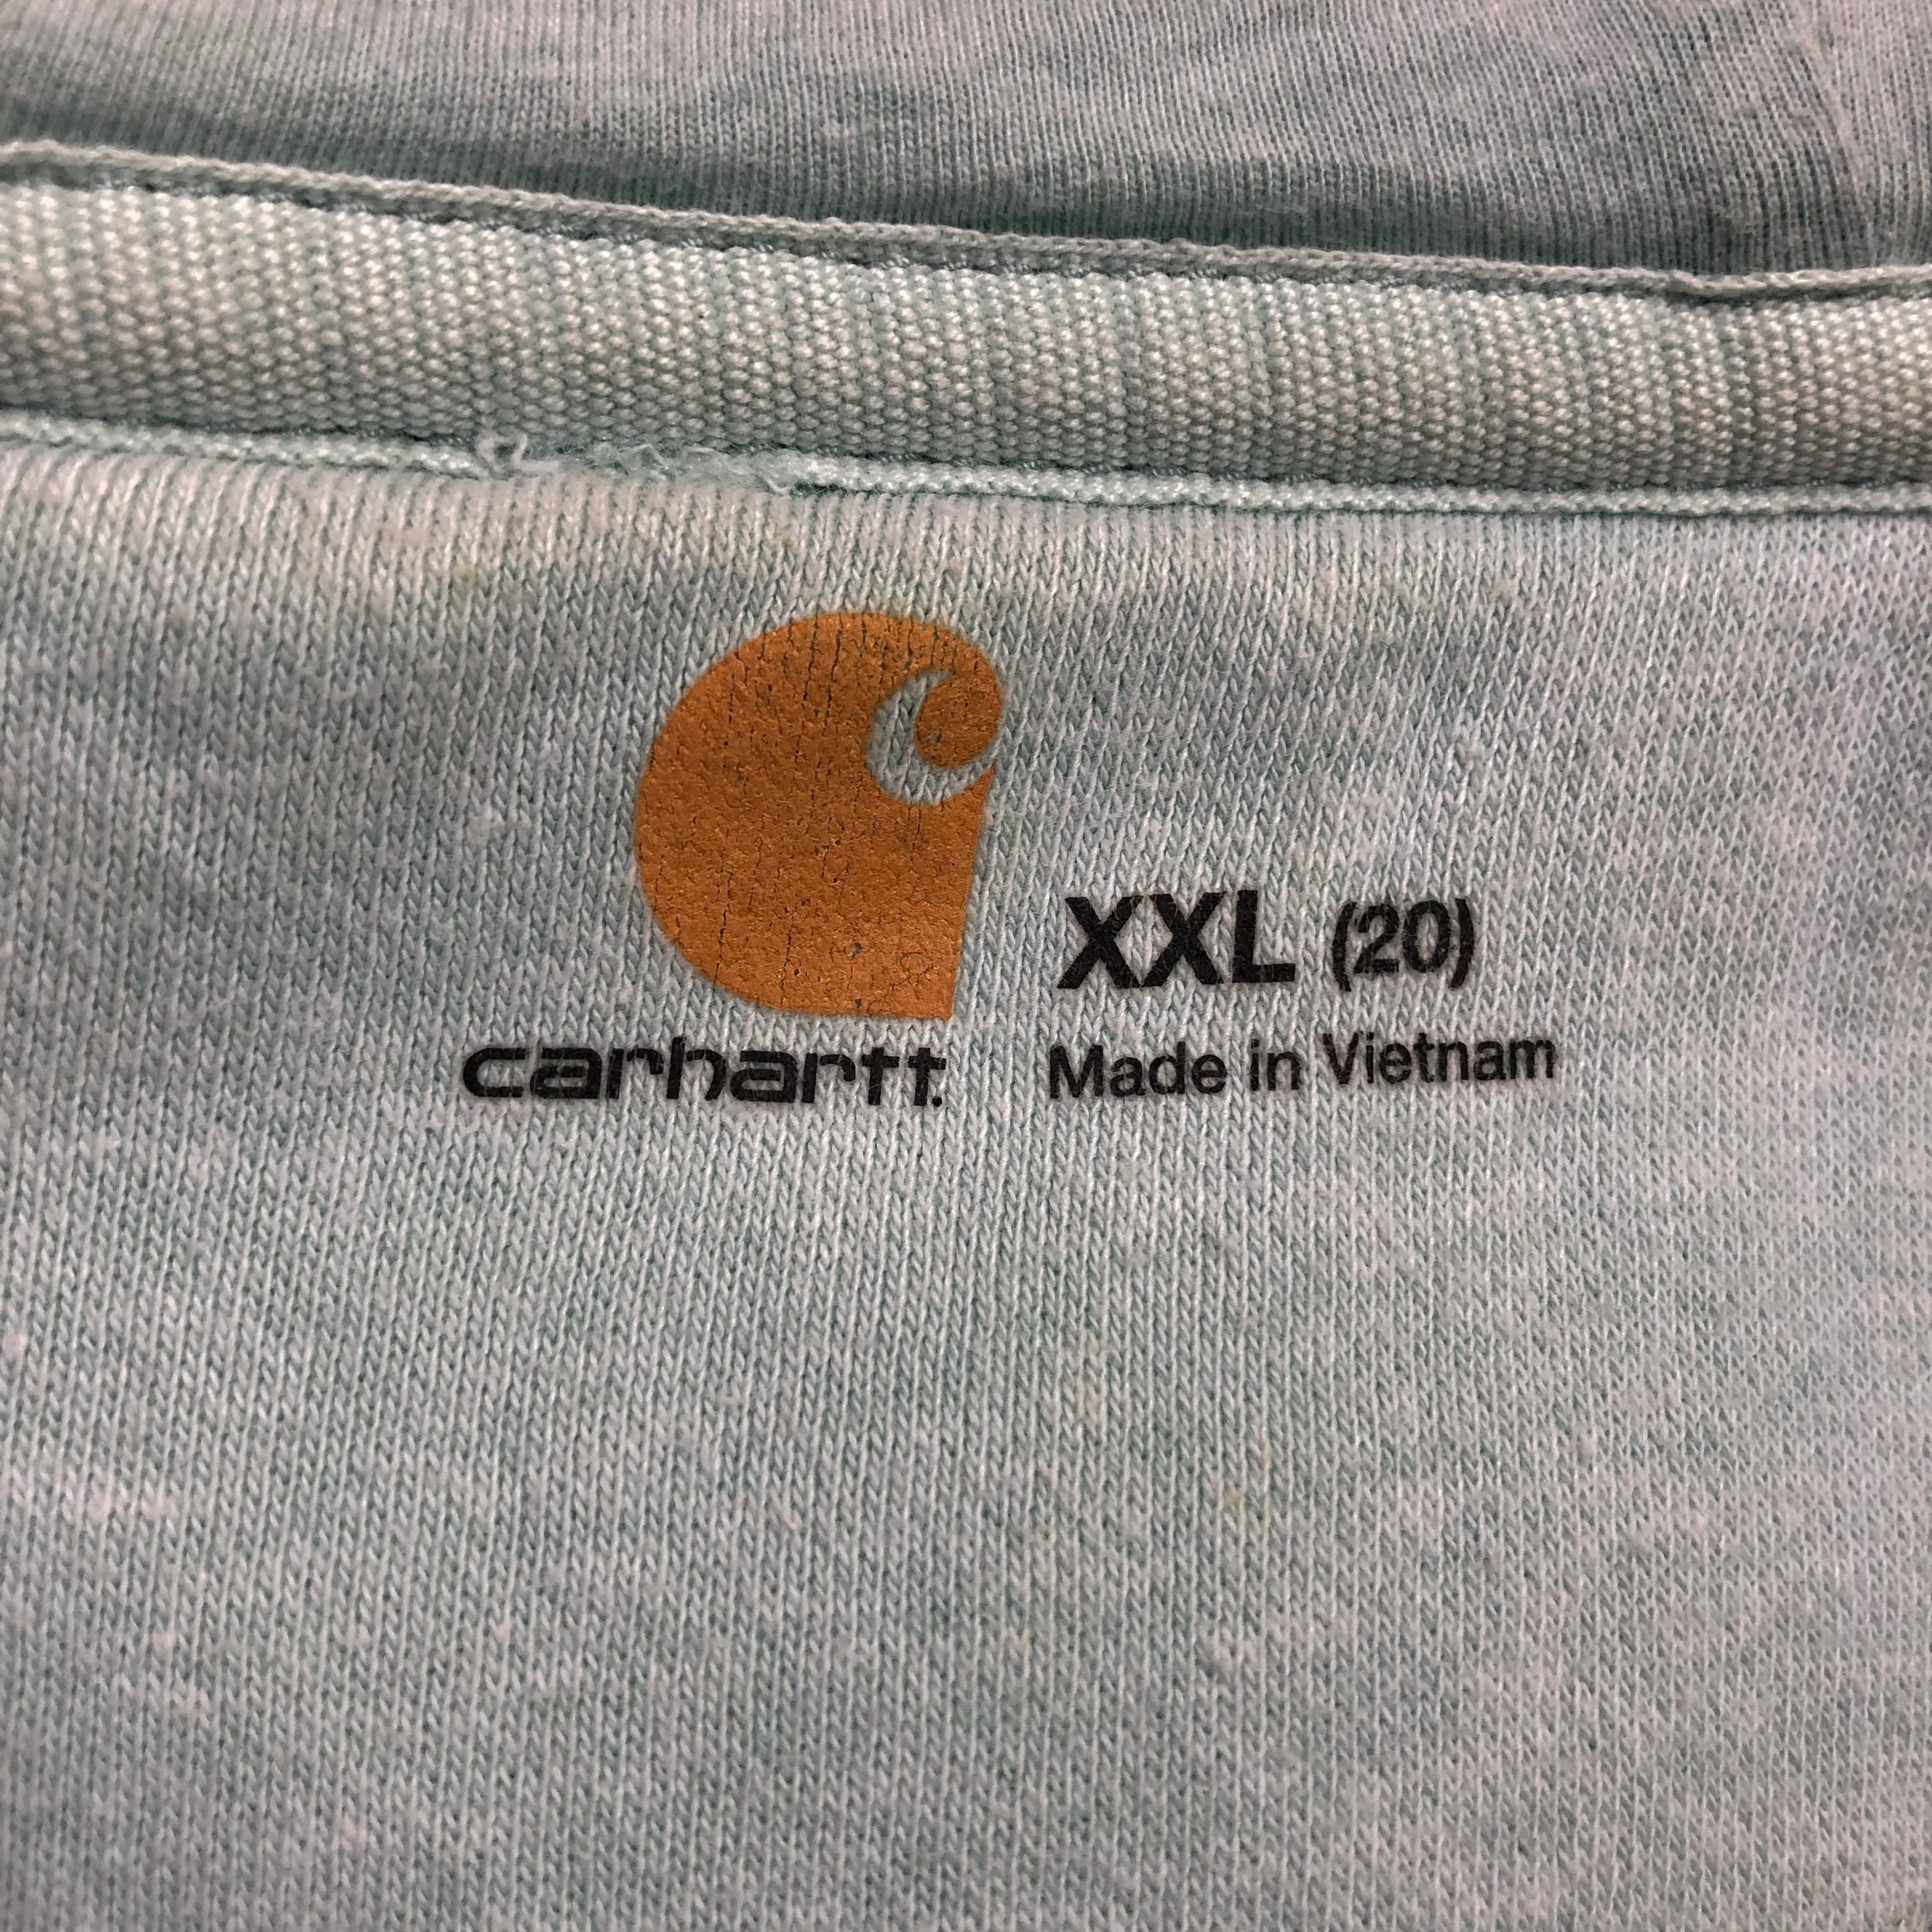 XXL (20)
carhartt.
Made in Vietnam